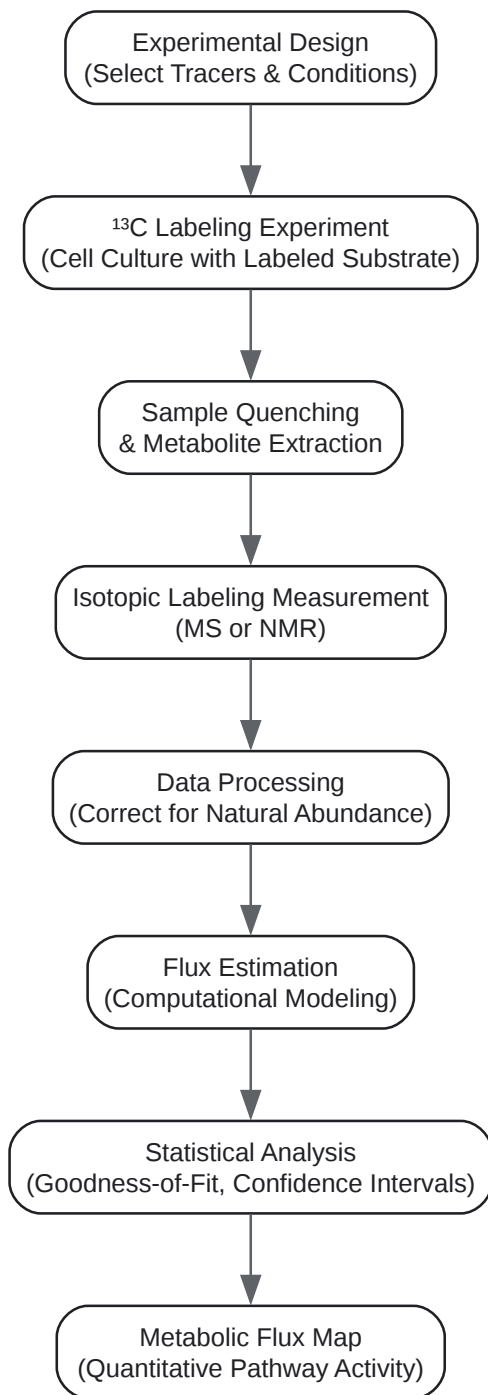 Experimental Design
(Select Tracers & Conditions)
¹³C Labeling Experiment
(Cell Culture with Labeled Substrate)
Sample Quenching
& Metabolite Extraction
Isotopic Labeling Measurement
(MS or NMR)
Data Processing
(Correct for Natural Abundance)
Flux Estimation
(Computational Modeling)
Statistical Analysis
(Goodness-of-Fit, Confidence Intervals)
Metabolic Flux Map
(Quantitative Pathway Activity)